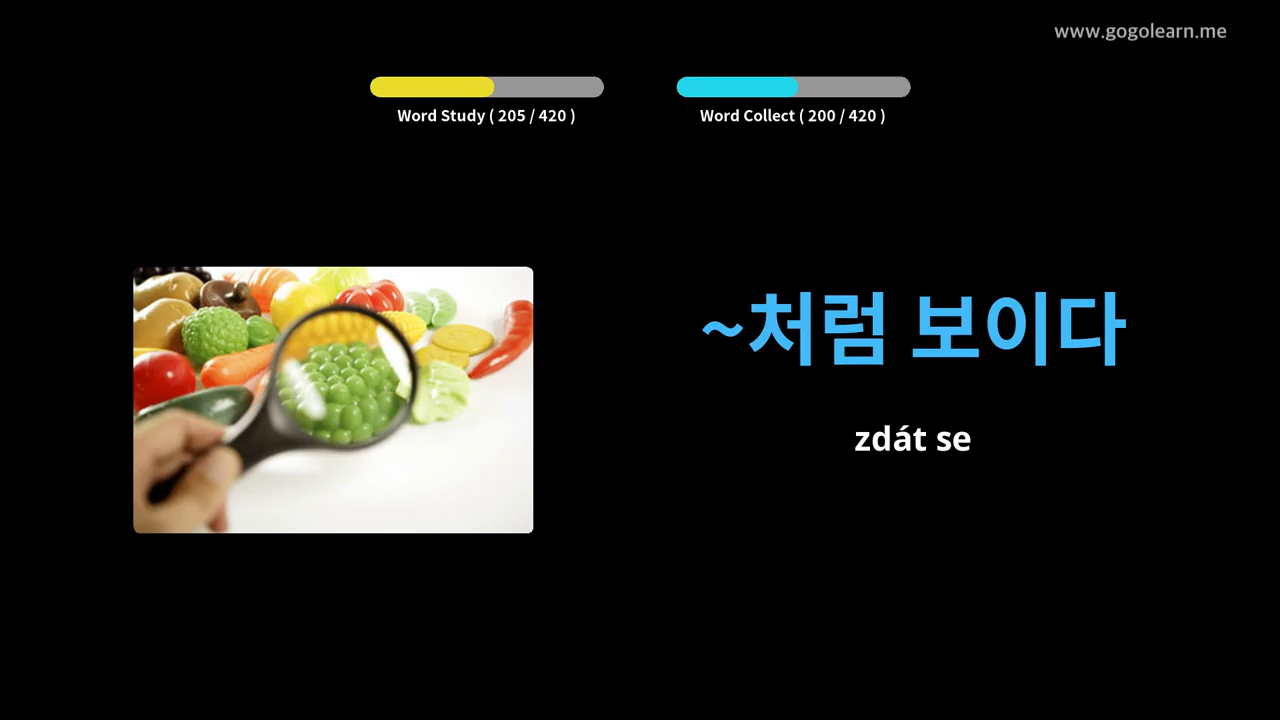 www.gogolearn.me
Word Study ( 205 / 420 )
Word Collect ( 200 / 420 )
~처럼 보이다
zdát se